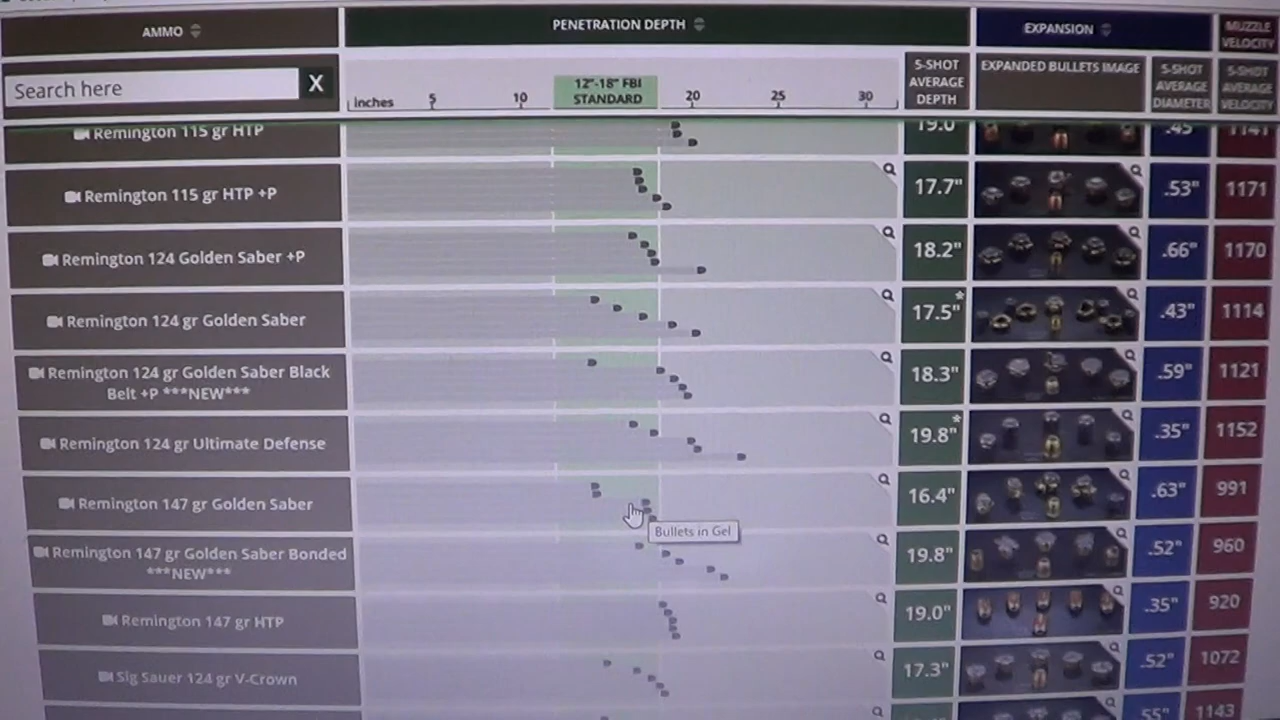 AMMO
PENETRATION DEPTH
EXPANSION
MUZZLE VELOCITY
Search here
X
12"-18" FBI STANDARD
Inches 5 10 20 25 30
5-SHOT AVERAGE DEPTH
EXPANDED BULLETS IMAGE
5-SHOT AVERAGE DIAMETER
5-SHOT AVERAGE VELOCITY
Remington 115 gr HTP 19.0 .45 1141
Remington 115 gr HTP +P 17.7" .53" 1171
Remington 124 Golden Saber +P 18.2" .66" 1170
Remington 124 gr Golden Saber 17.5"* .43" 1114
Remington 124 gr Golden Saber Black
Belt +P ***NEW*** 18.3" .59" 1121
Remington 124 gr Ultimate Defense 19.8"* .35" 1152
Remington 147 gr Golden Saber 16.4" .63" 991
Bullets in Gel
Remington 147 gr Golden Saber Bonded
***NEW*** 19.8" .52" 960
Remington 147 gr HTP 19.0" .35" 920
Sig Sauer 124 gr V-Crown 17.3" .52" 1072
.55" 1143